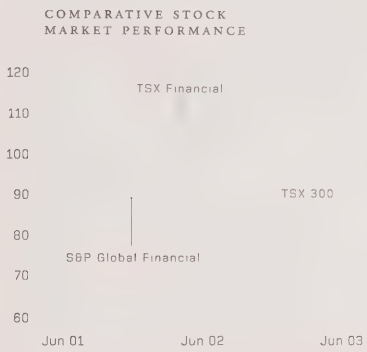 COMPARATIVE STOCK
MARKET PERFORMANCE
120
TSX Financial
110
100
90
TSX 300
80
S&P Global Financial
70
60
Jun 01 Jun 02 Jun 03